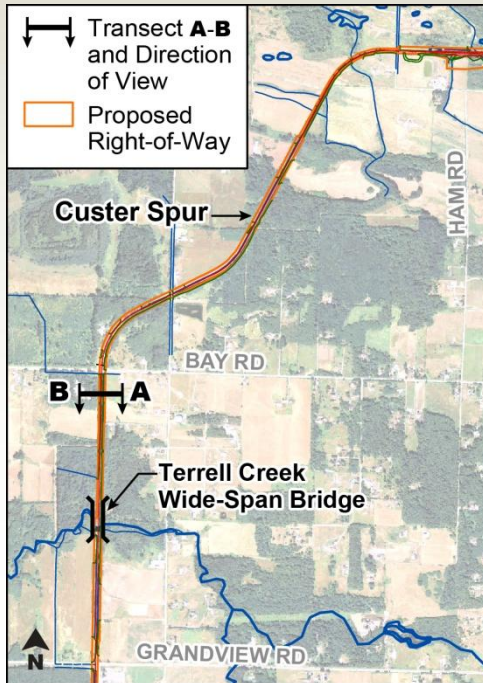 Transect A-B
and Direction
of View
Proposed
Right-of-Way
Custer Spur
HAM RD
BAY RD
B A
Terrell Creek
Wide-Span Bridge
N
GRANDVIEW RD